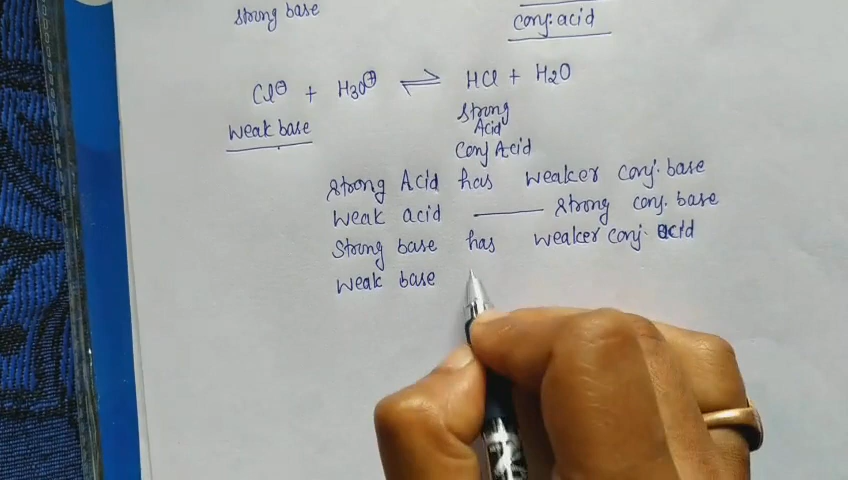 strong base
conj. acid
Cl⊖ + H3O⊕ ⇌ HCl + H2O
Weak base
Strong
Acid
Conj Acid
Strong Acid has weaker conj. base
Weak acid —— strong conj. base
Strong base has weaker conj. acid
Weak base